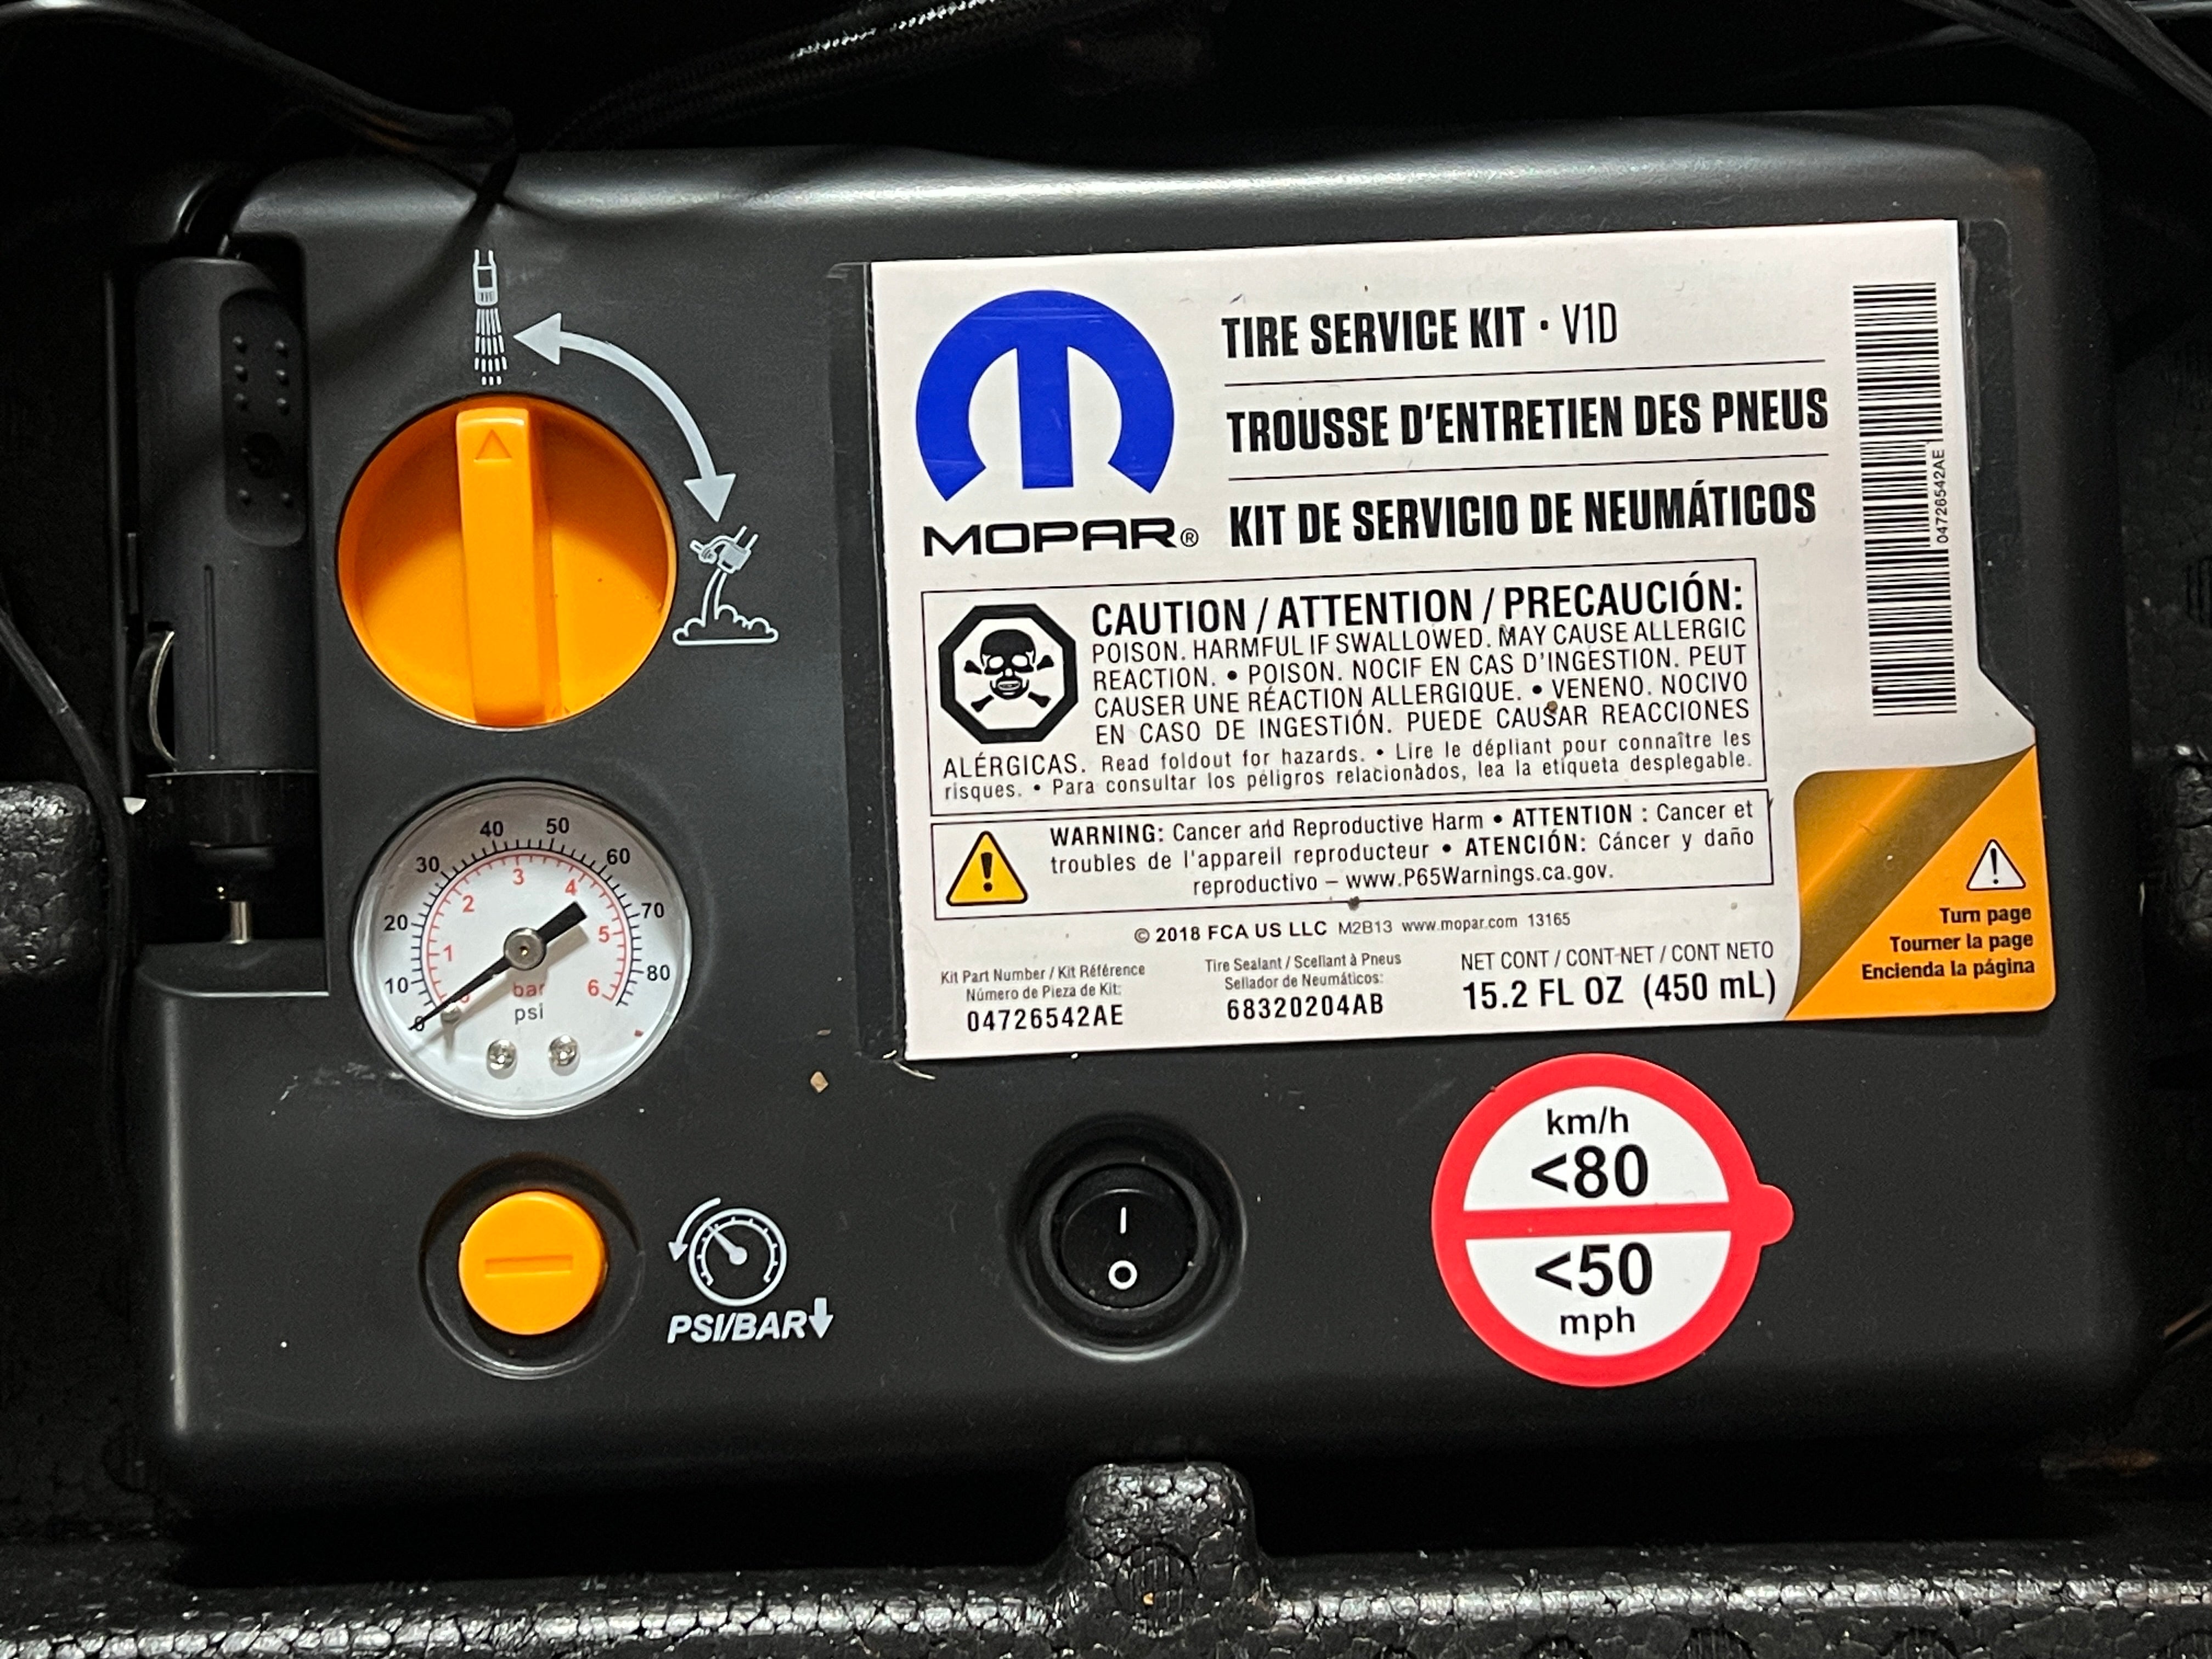 TIRE SERVICE KIT · V1D
TROUSSE D'ENTRETIEN DES PNEUS
KIT DE SERVICIO DE NEUMÁTICOS
MOPAR®
04726542AE
CAUTION / ATTENTION / PRECAUCIÓN:
POISON. HARMFUL IF SWALLOWED. MAY CAUSE ALLERGIC
REACTION. • POISON. NOCIF EN CAS D'INGESTION. PEUT
CAUSER UNE RÉACTION ALLERGIQUE. • VENENO. NOCIVO
EN CASO DE INGESTIÓN. PUEDE CAUSAR REACCIONES
ALÉRGICAS. Read foldout for hazards. • Lire le dépliant pour connaître les
risques. • Para consultar los peligros relacionados, lea la etiqueta desplegable.
WARNING: Cancer and Reproductive Harm • ATTENTION : Cancer et
troubles de l'appareil reproducteur • ATENCIÓN: Cáncer y daño
reproductivo – www.P65Warnings.ca.gov.
© 2018 FCA US LLC M2B13 www.mopar.com 13165
Kit Part Number / Kit Référence
Número de Pieza de Kit:
04726542AE
Tire Sealant / Scellant à Pneus
Sellador de Neumáticos:
68320204AB
NET CONT / CONT-NET / CONT NETO
15.2 FL OZ (450 mL)
Turn page
Tourner la page
Encienda la página
0 10 20 30 40 50 60 70 80
0 1 2 3 4 5 6
bar
psi
PSI/BAR
I
O
km/h
<80
<50
mph